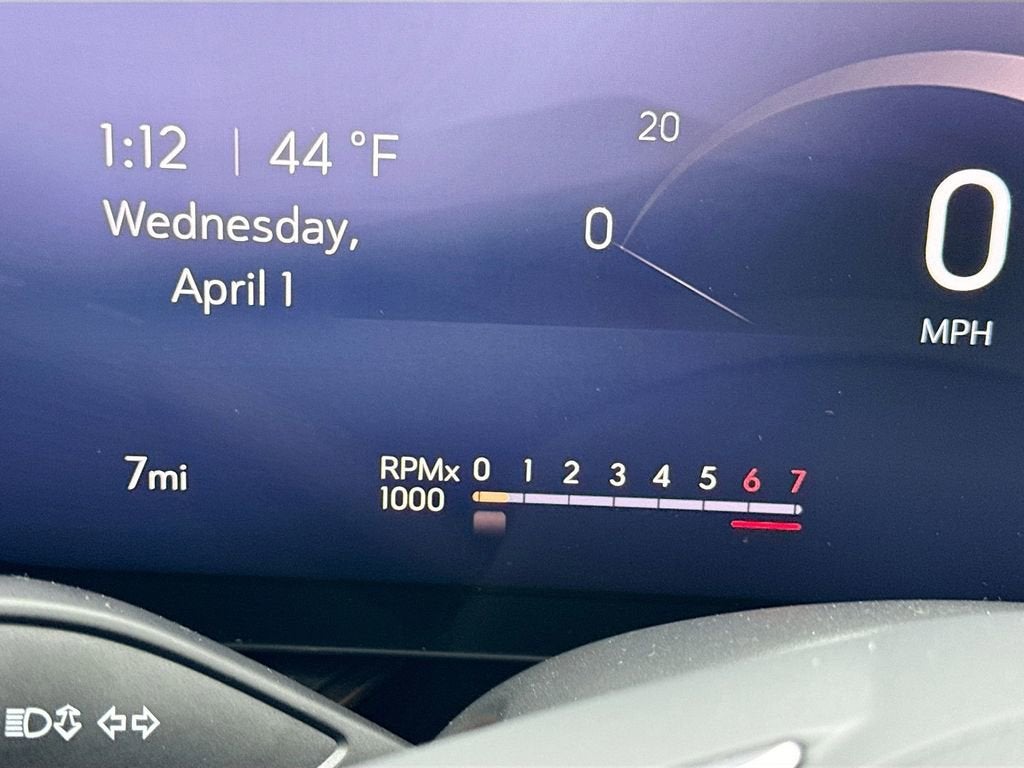 1:12 | 44 °F
Wednesday,
April 1
20
0
0
MPH
7mi
RPMx 0 1 2 3 4 5 6 7
1000